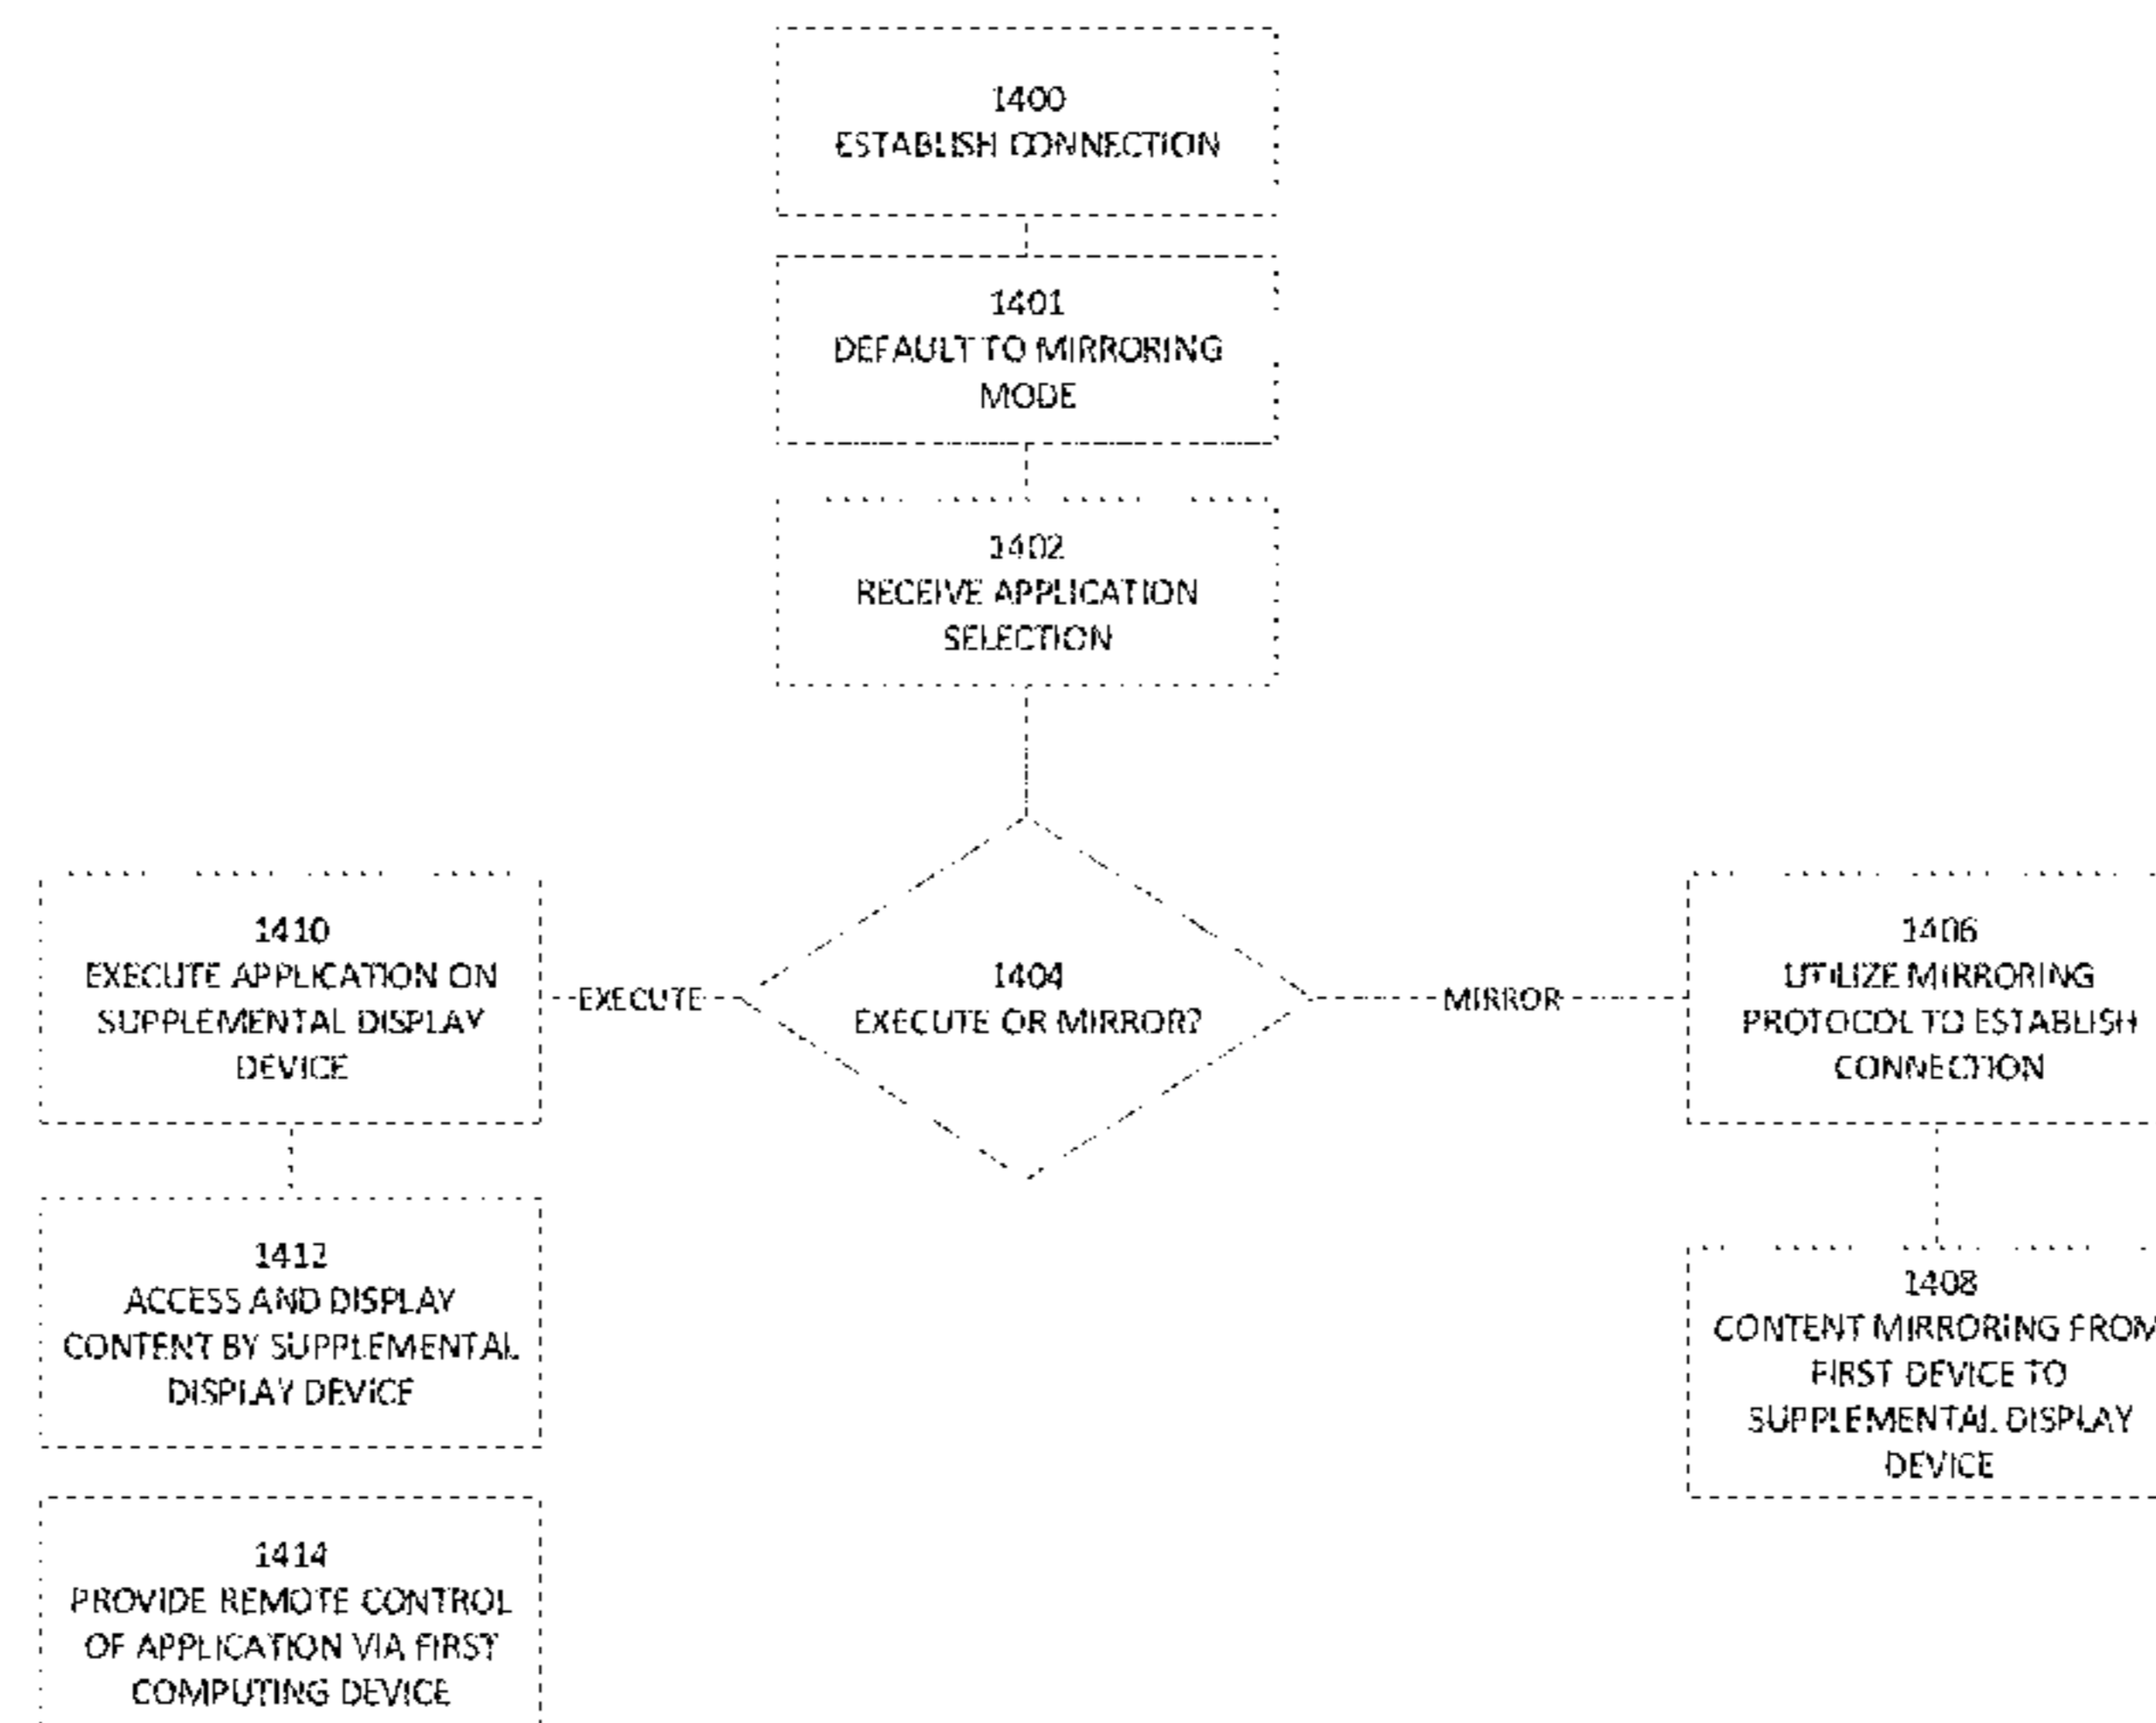 1400
ESTABLISH CONNECTION
1401
DEFAULT TO MIRRORING
MODE
1402
RECEIVE APPLICATION
SELECTION
1404
EXECUTE OR MIRROR?
EXECUTE
MIRROR
1410
EXECUTE APPLICATION ON
SUPPLEMENTAL DISPLAY
DEVICE
1412
ACCESS AND DISPLAY
CONTENT BY SUPPLEMENTAL
DISPLAY DEVICE
1414
PROVIDE REMOTE CONTROL
OF APPLICATION VIA FIRST
COMPUTING DEVICE
1406
UTILIZE MIRRORING
PROTOCOL TO ESTABLISH
CONNECTION
1408
CONTENT MIRRORING FROM
FIRST DEVICE TO
SUPPLEMENTAL DISPLAY
DEVICE